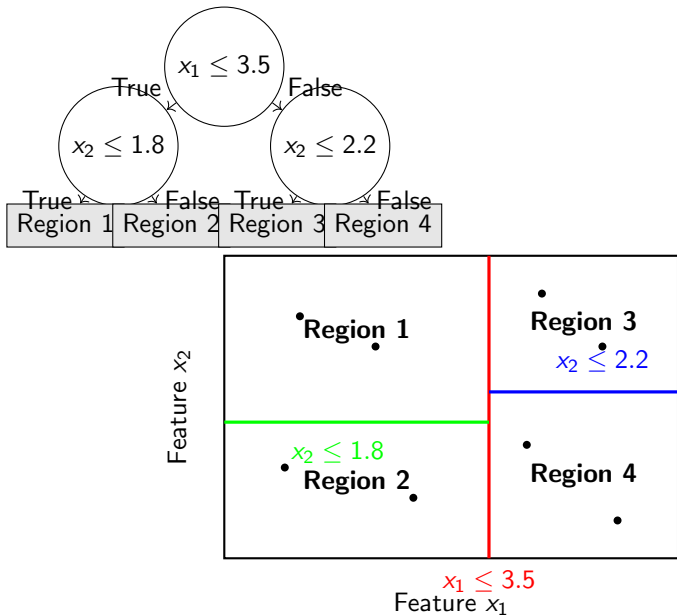 x₁ ≤ 3.5
True
False
x₂ ≤ 1.8
x₂ ≤ 2.2
True
False
True
False
Region 1
Region 2
Region 3
Region 4
Region 1
Region 3
x₂ ≤ 2.2
Feature x₂
x₂ ≤ 1.8
Region 2
Region 4
x₁ ≤ 3.5
Feature x₁